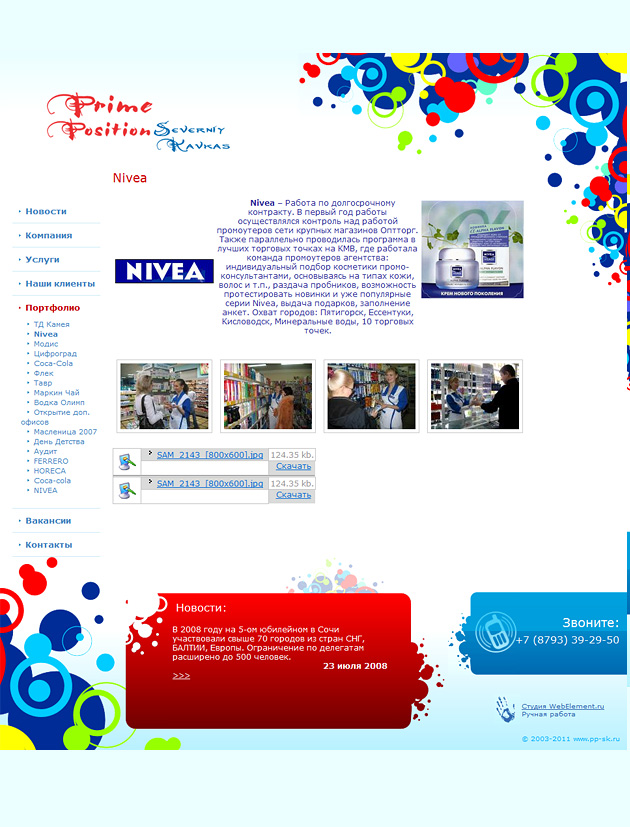 Prime
Position Severniy
Kavkas
Nivea
Новости
Компания
Услуги
Наши клиенты
Портфолио
ТД Камея
Nivea
Модис
Цифроград
Coca-Cola
Флек
Тавр
Маркин Чай
Водка Олимп
Открытие доп.
офисов
Масленица 2007
День Детства
Аудит
FERRERO
HORECA
Coca-cola
NIVEA
Вакансии
Контакты
NIVEA
Nivea – Работа по долгосрочному
контракту. В первый год работы
осуществлялся контроль над работой
промоутеров сети крупных магазинов Оптторг.
Также параллельно проводилась программа в
лучших торговых точках на КМВ, где работала
команда промоутеров агентства:
индивидуальный подбор косметики промо-
консультантами, основываясь на типах кожи,
волос и т.п., раздача пробников, возможность
протестировать новинки и уже популярные
серии Nivea, выдача подарков, заполнение
анкет. Охват городов: Пятигорск, Ессентуки,
Кисловодск, Минеральные воды, 10 торговых
точек.
КРЕМ НОВОГО ПОКОЛЕНИЯ
SAM_2143_[800x600].jpg 124.35 kb.
Скачать
SAM_2143_[800x600].jpg 124.35 kb.
Скачать
Новости:
В 2008 году на 5-ом юбилейном в Сочи
участвовали свыше 70 городов из стран СНГ,
БАЛТИИ, Европы. Ограничение по делегатам
расширено до 500 человек.
23 июля 2008
>>>
Звоните:
+7 (8793) 39-29-50
Студия WebElement.ru
Ручная работа
© 2003-2011 www.pp-sk.ru